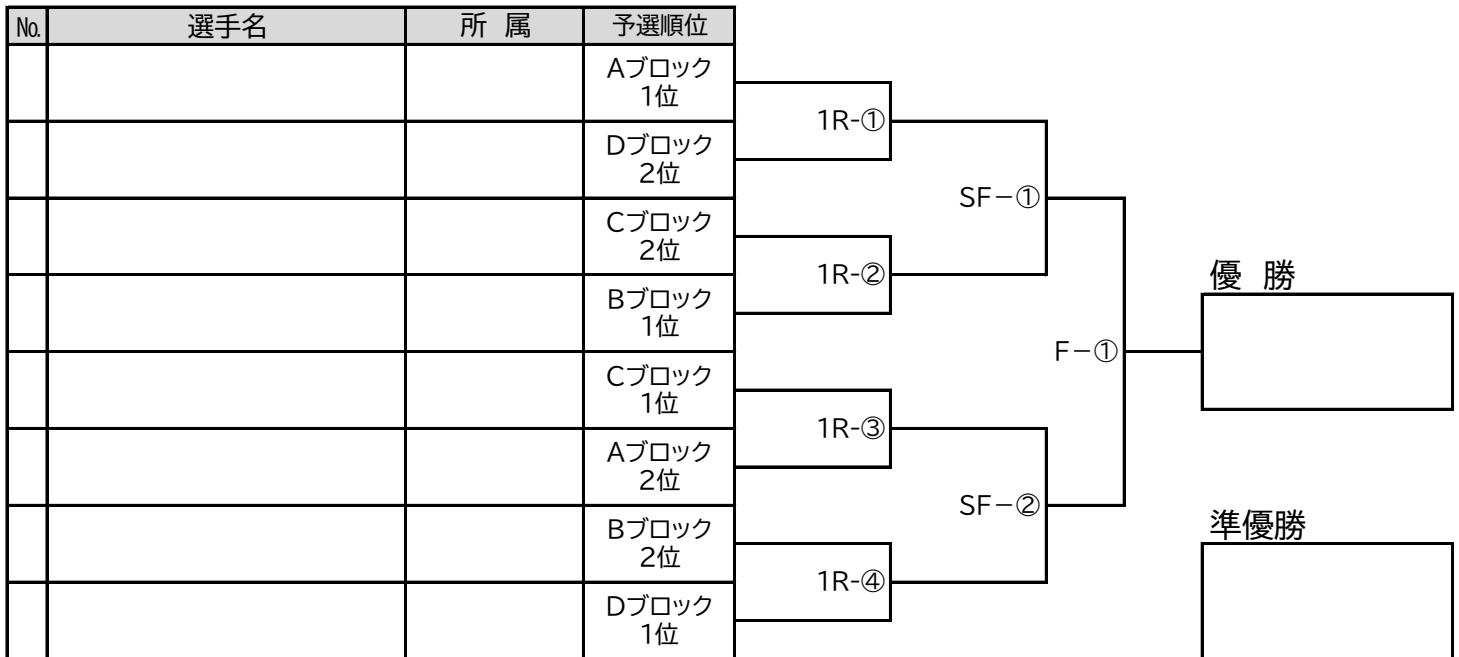 № 選手名 所 属 予選順位
Aブロック
1位
1R-①
Dブロック
2位
SF－①
Cブロック
2位
1R-②
優 勝
Bブロック
1位
F－①
Cブロック
1位
1R-③
Aブロック
2位
SF－②
準優勝
Bブロック
2位
1R-④
Dブロック
1位